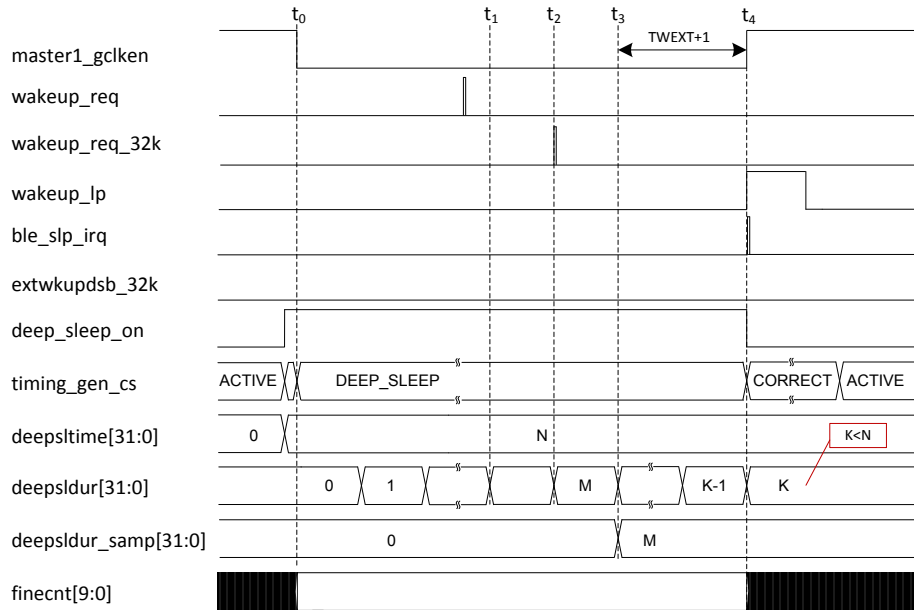 t0 t1 t2 t3 t4
TWEXT+1
master1_gclken
wakeup_req
wakeup_req_32k
wakeup_lp
ble_slp_irq
extwkupdsb_32k
deep_sleep_on
timing_gen_cs ACTIVE DEEP_SLEEP CORRECT ACTIVE
deepsltime[31:0] 0 N K<N
deepsldur[31:0] 0 1 M K-1 K
deepsldur_samp[31:0] 0 M
finecnt[9:0]